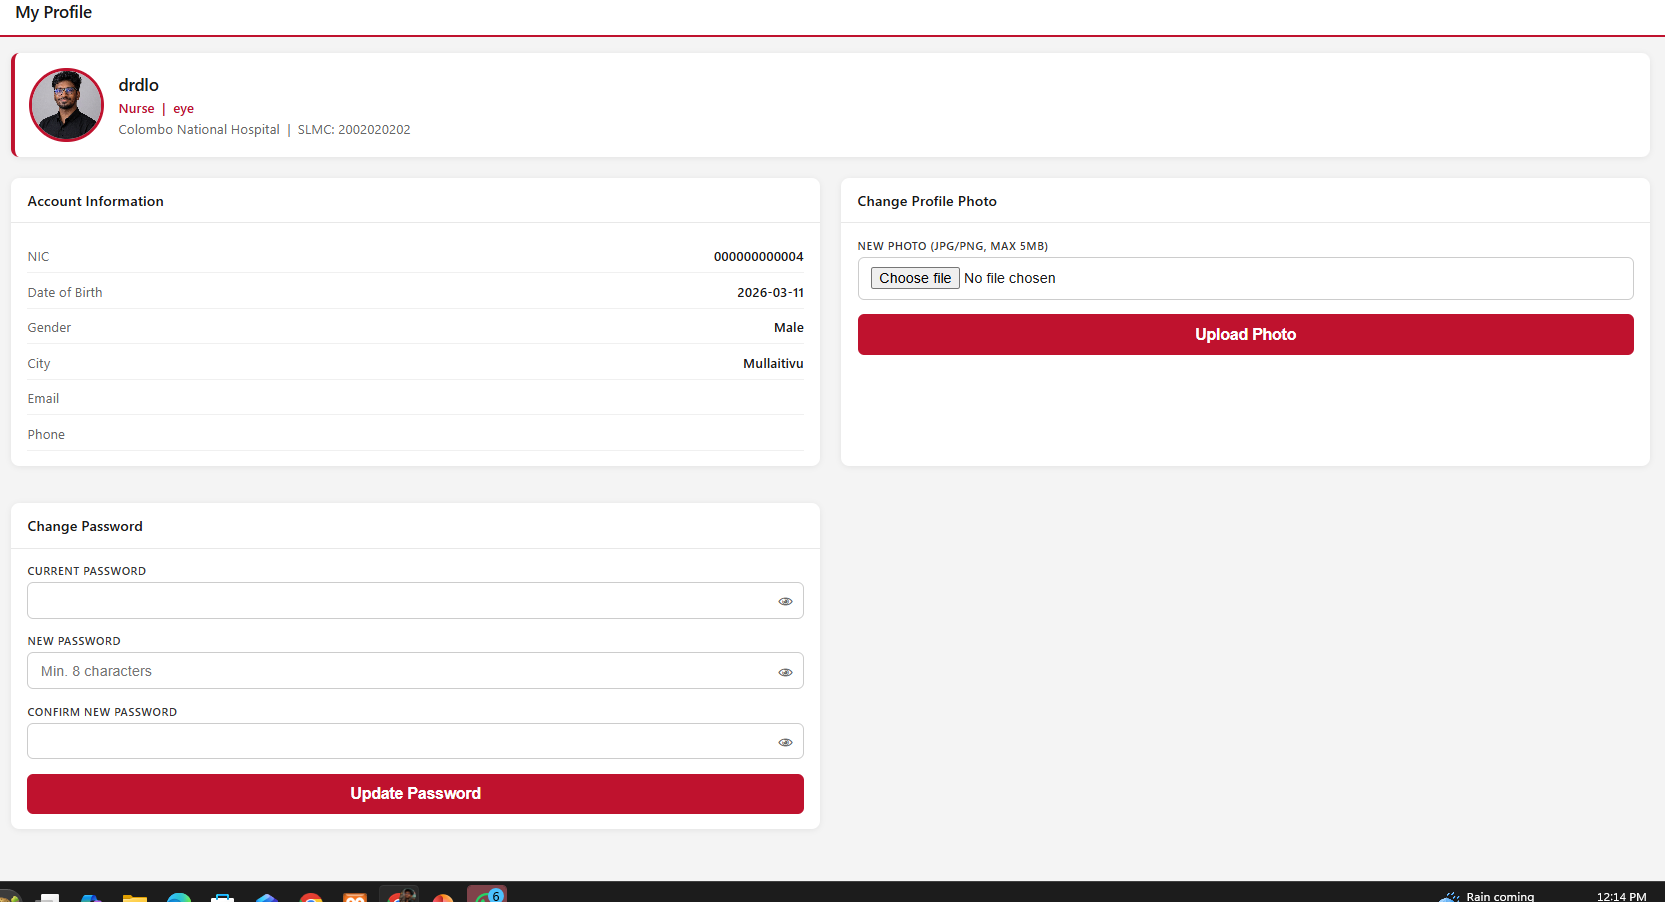 My Profile
drdlo
Nurse | eye
Colombo National Hospital | SLMC: 2002020202
Account Information
NIC 000000000004
Date of Birth 2026-03-11
Gender Male
City Mullaitivu
Email
Phone
Change Profile Photo
NEW PHOTO (JPG/PNG, MAX 5MB)
Choose file No file chosen
Upload Photo
Change Password
CURRENT PASSWORD
NEW PASSWORD
Min. 8 characters
CONFIRM NEW PASSWORD
Update Password
6
Rain coming
12:14 PM